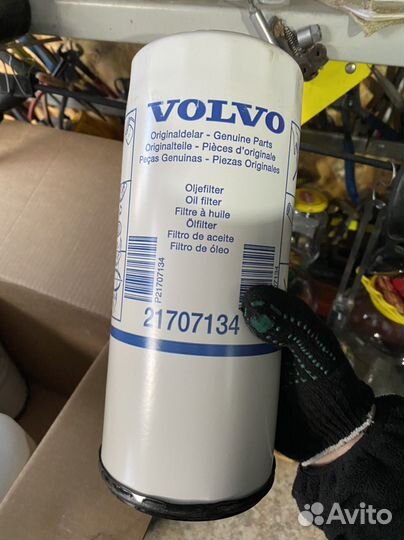 VOLVO
Originaldelar - Genuine Parts
Originalteile - Pièces d'origine
Peças Genuinas - Piezas Originales
Oljefilter
Oil filter
Filtre à huile
Ölfilter
Filtro de aceite
Filtro de óleo
P21707134
21707134
Avito